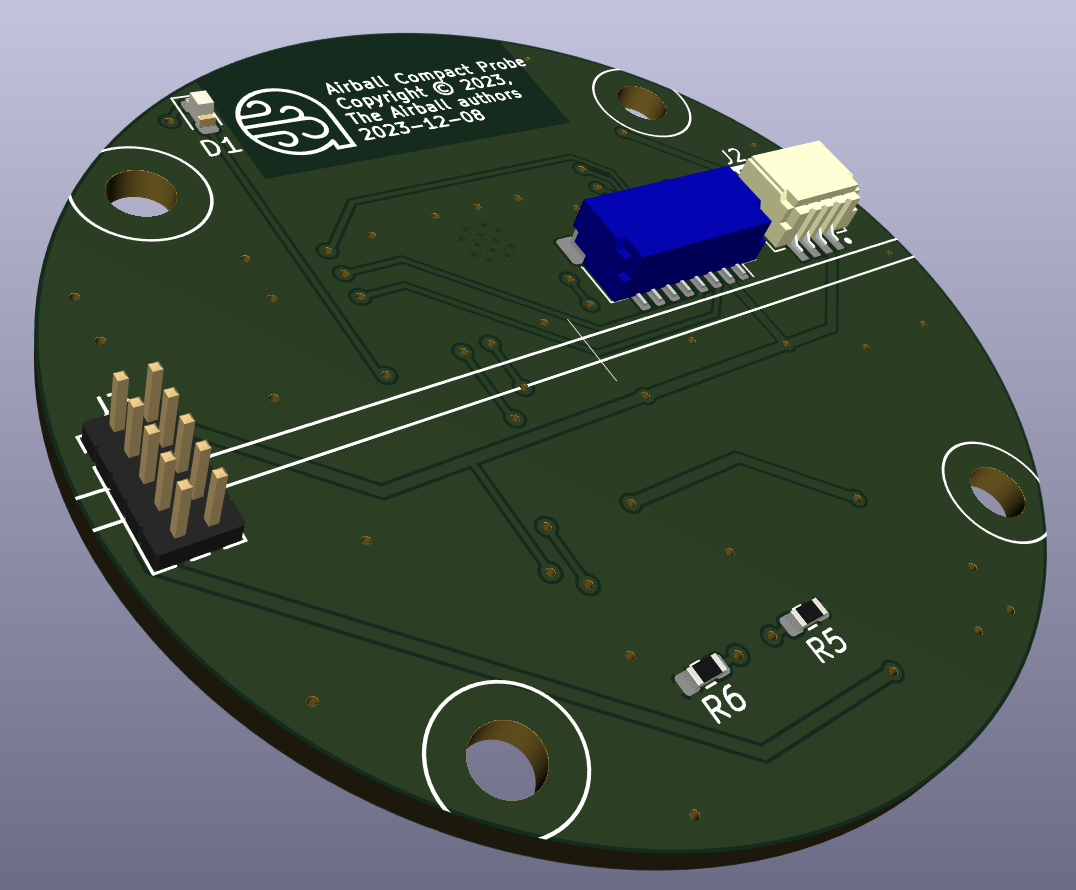 Airball Compact Probe
Copyright © 2023,
The Airball authors
2023-12-08
D1
J2
R5
R6